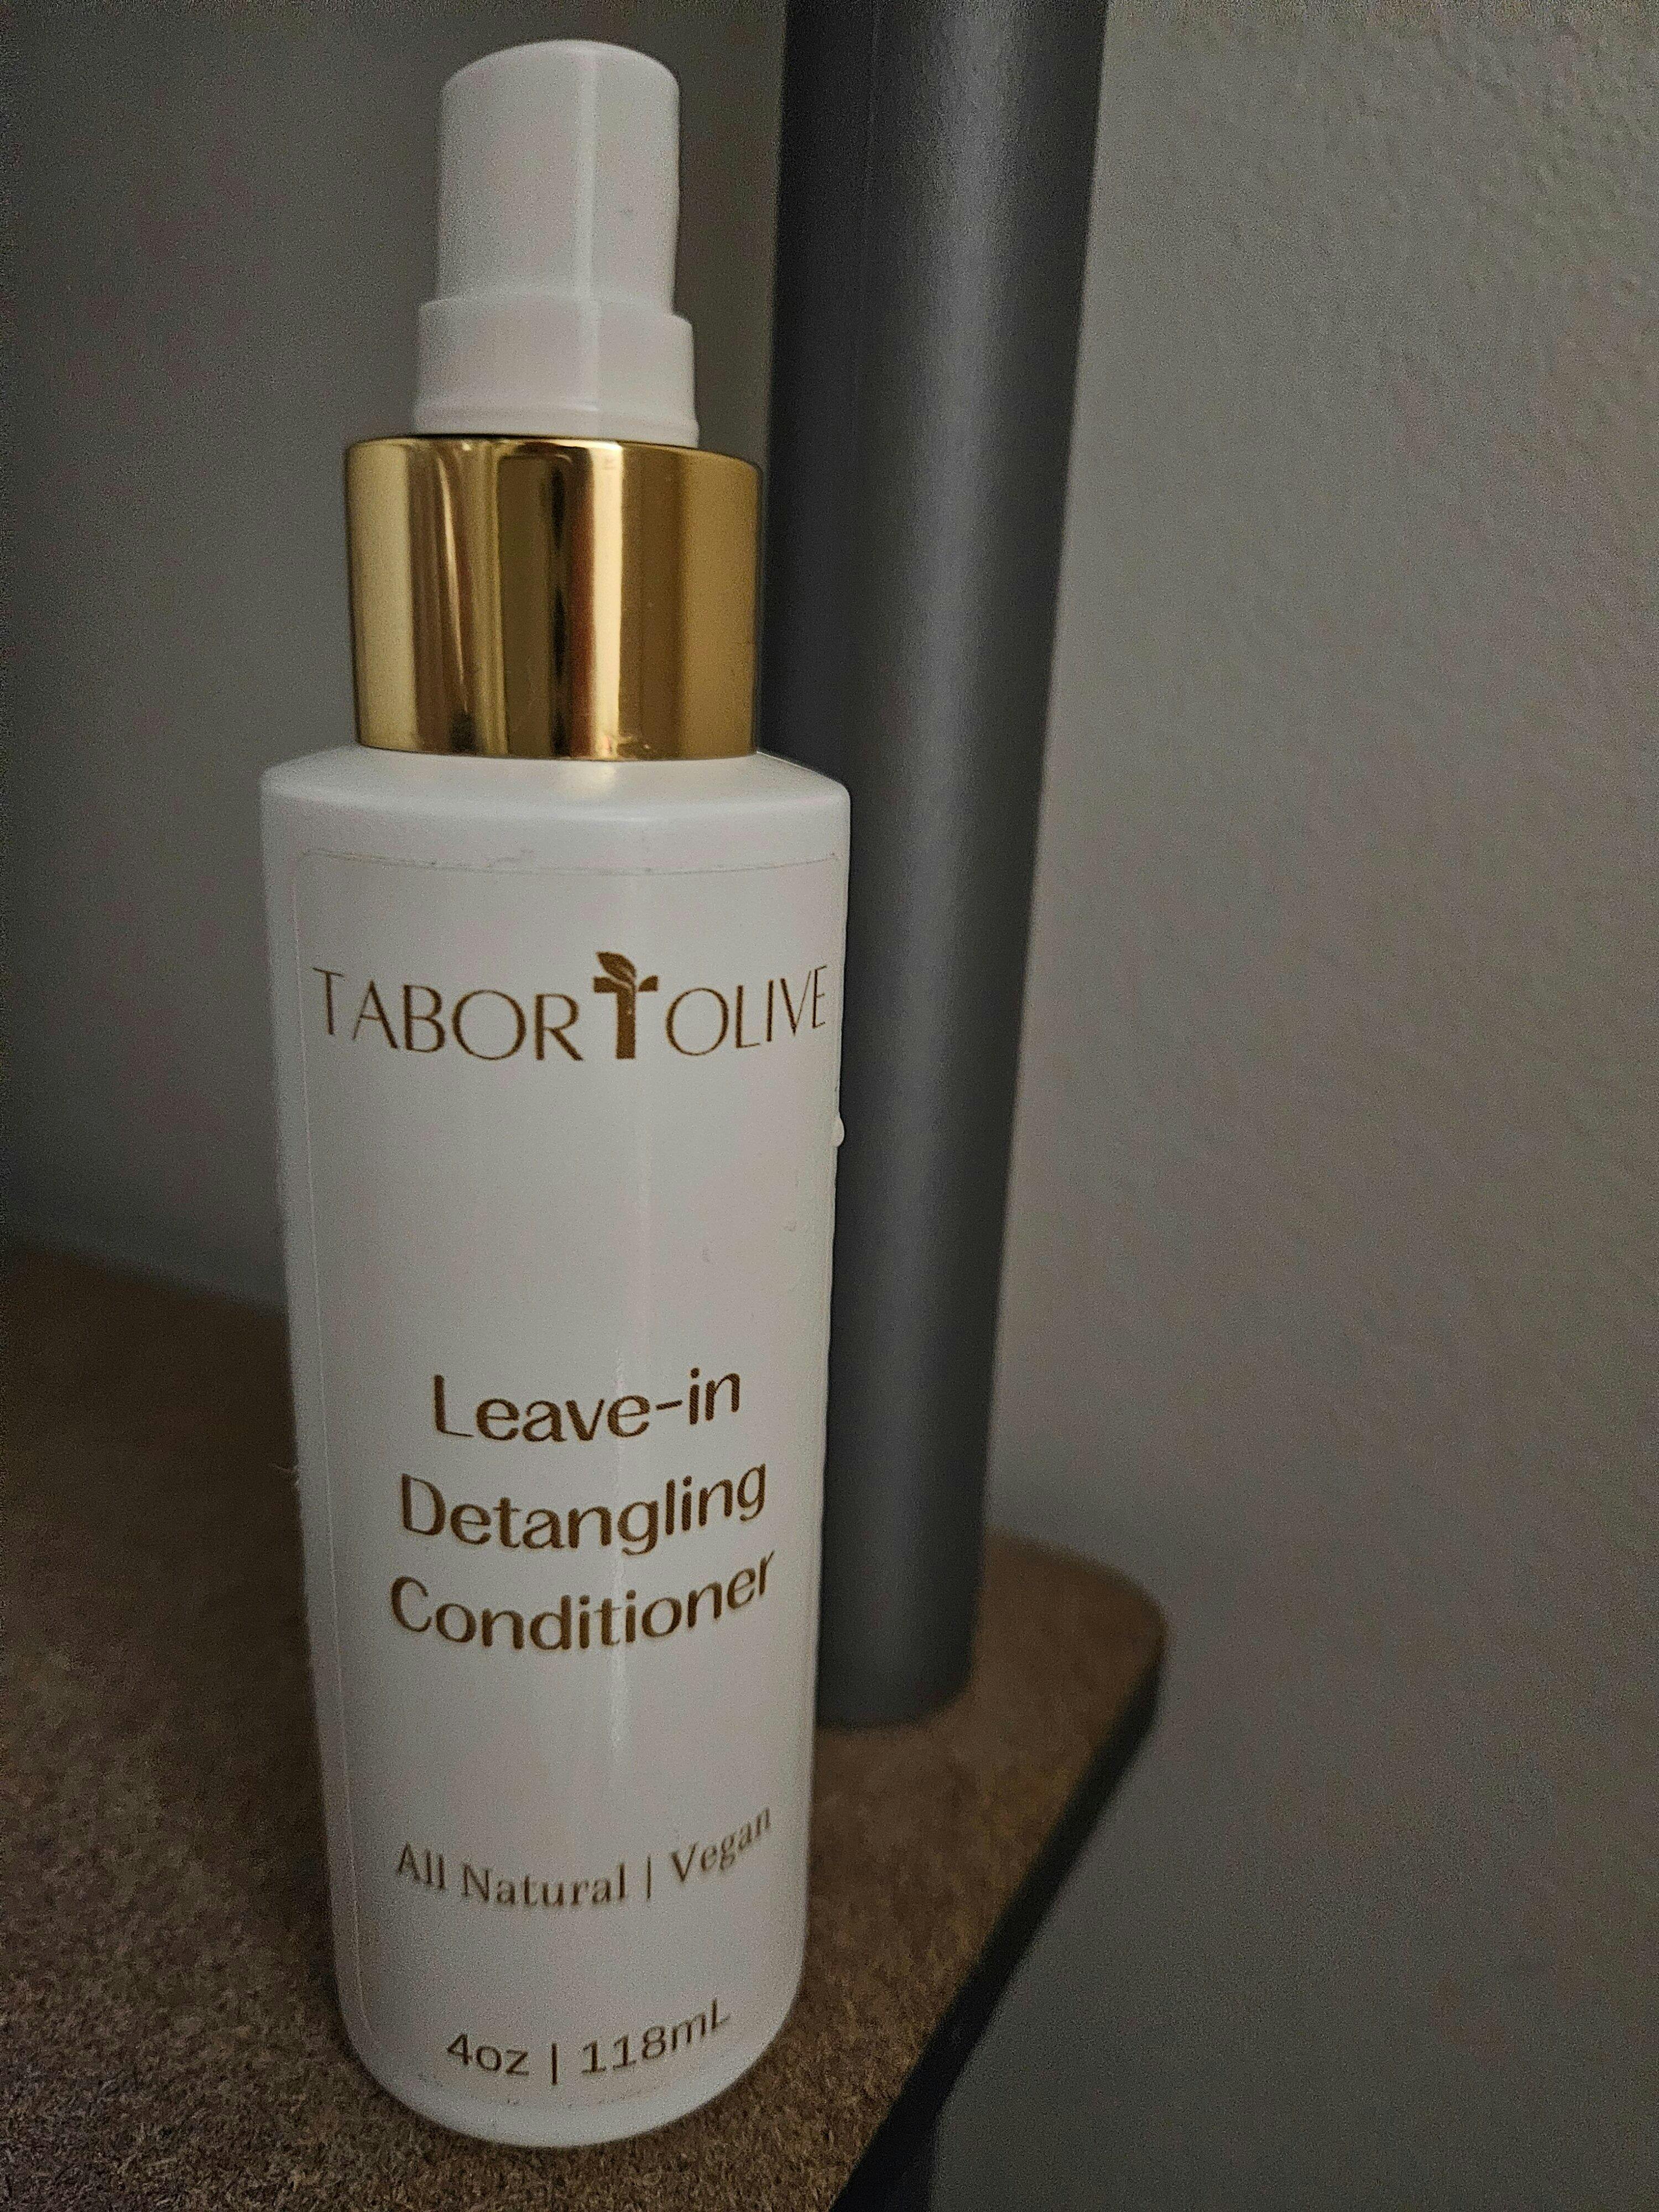 TABOR OLIVE
Leave-in
Detangling
Conditioner
All Natural | Vegan
4oz | 118mL